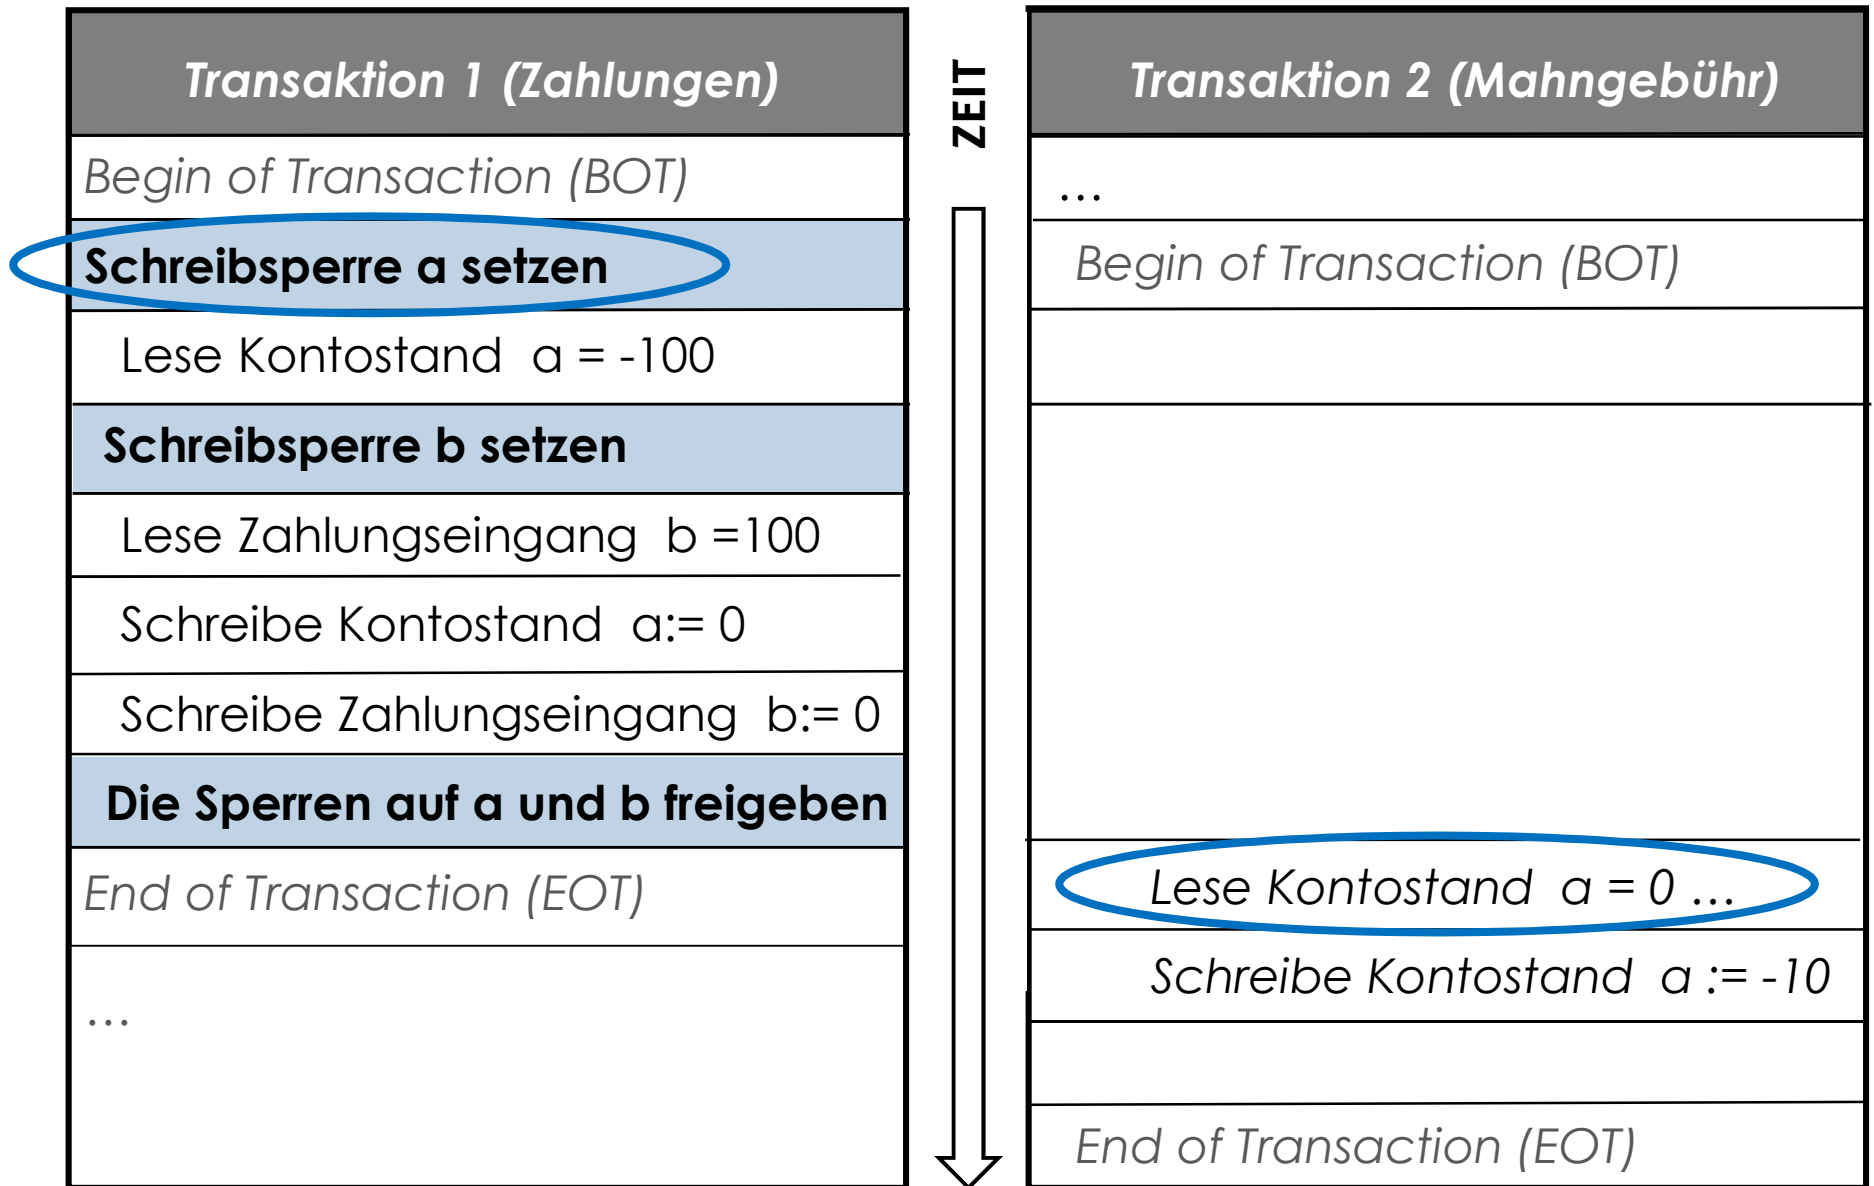 Transaktion 1 (Zahlungen)
Begin of Transaction (BOT)
Schreibsperre a setzen
Lese Kontostand a = -100
Schreibsperre b setzen
Lese Zahlungseingang b =100
Schreibe Kontostand a:= 0
Schreibe Zahlungseingang b:= 0
Die Sperren auf a und b freigeben
End of Transaction (EOT)
…
ZEIT
Transaktion 2 (Mahngebühr)
…
Begin of Transaction (BOT)
Lese Kontostand a = 0 …
Schreibe Kontostand a := -10
End of Transaction (EOT)